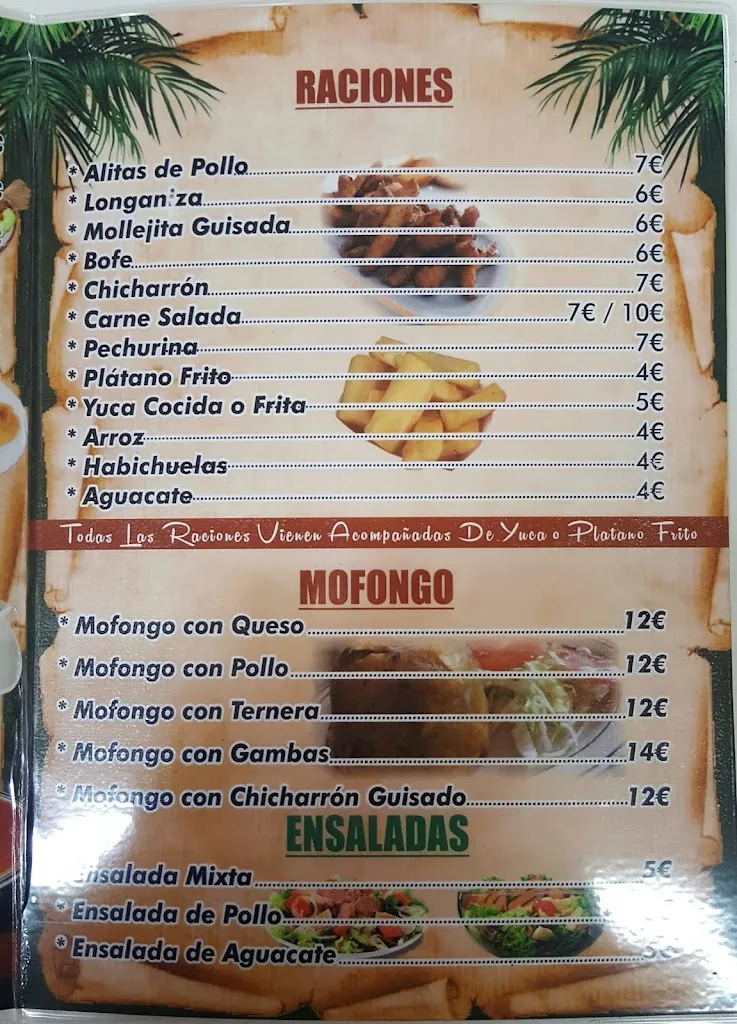 RACIONES
* Alitas de Pollo 7€
* Longaniza 6€
* Mollejita Guisada 6€
* Bofe 6€
* Chicharrón 7€
* Carne Salada 7€ / 10€
* Pechurina 7€
* Plátano Frito 4€
* Yuca Cocida o Frita 5€
* Arroz 4€
* Habichuelas 4€
* Aguacate 4€
Todas Las Raciones Vienen Acompañadas De Yuca o Platano Frito
MOFONGO
* Mofongo con Queso 12€
* Mofongo con Pollo 12€
* Mofongo con Ternera 12€
* Mofongo con Gambas 14€
* Mofongo con Chicharrón Guisado 12€
ENSALADAS
* Ensalada Mixta 5€
* Ensalada de Pollo
* Ensalada de Aguacate 5€